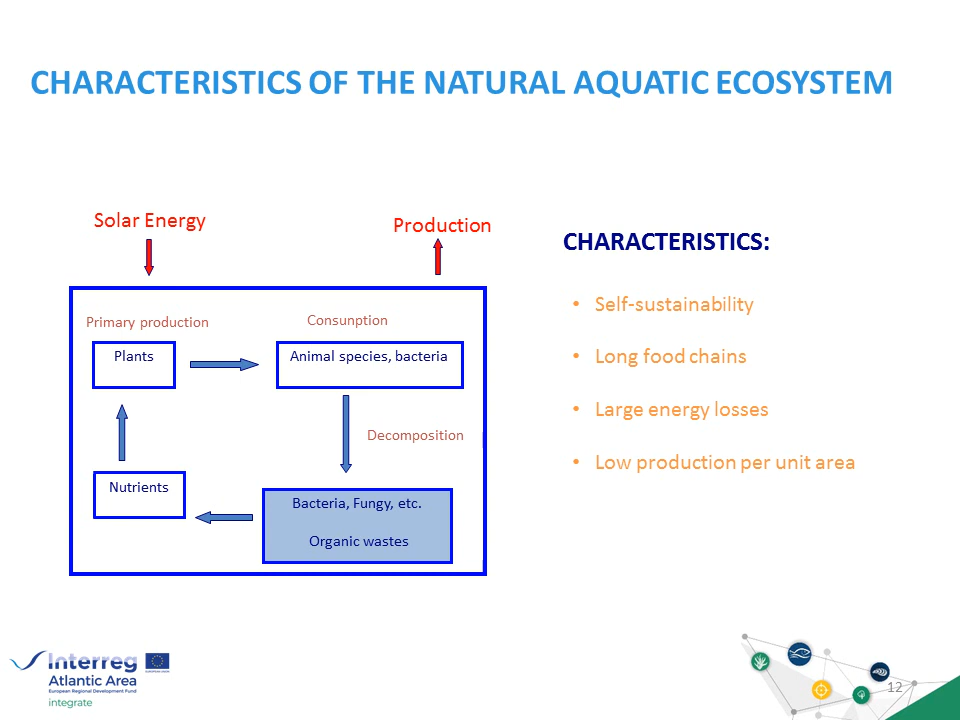 CHARACTERISTICS OF THE NATURAL AQUATIC ECOSYSTEM
Solar Energy
Production
Primary production
Consunption
Plants
Animal species, bacteria
Decomposition
Nutrients
Bacteria, Fungy, etc.
Organic wastes
CHARACTERISTICS:
• Self-sustainability
• Long food chains
• Large energy losses
• Low production per unit area
Interreg
EUROPEAN UNION
Atlantic Area
European Regional Development Fund
integrate
12